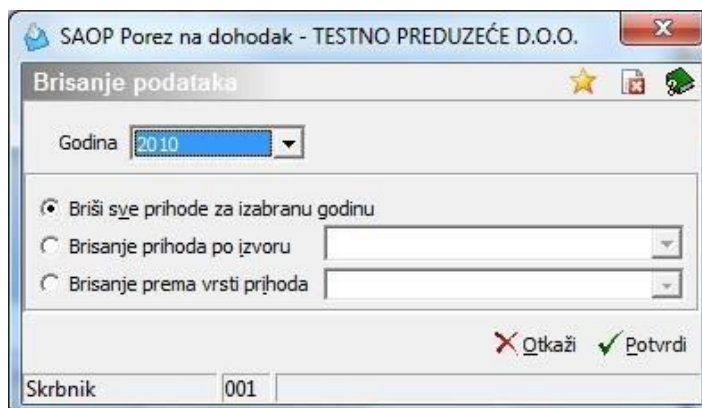 SAOP Porez na dohodak - TESTNO PREDUZEĆE D.O.O.
Brisanje podataka
Godina 2010
Briši sve prihode za izabranu godinu
Brisanje prihoda po izvoru
Brisanje prema vrsti prihoda
Otkaži Potvrdi
Skrbnik 001